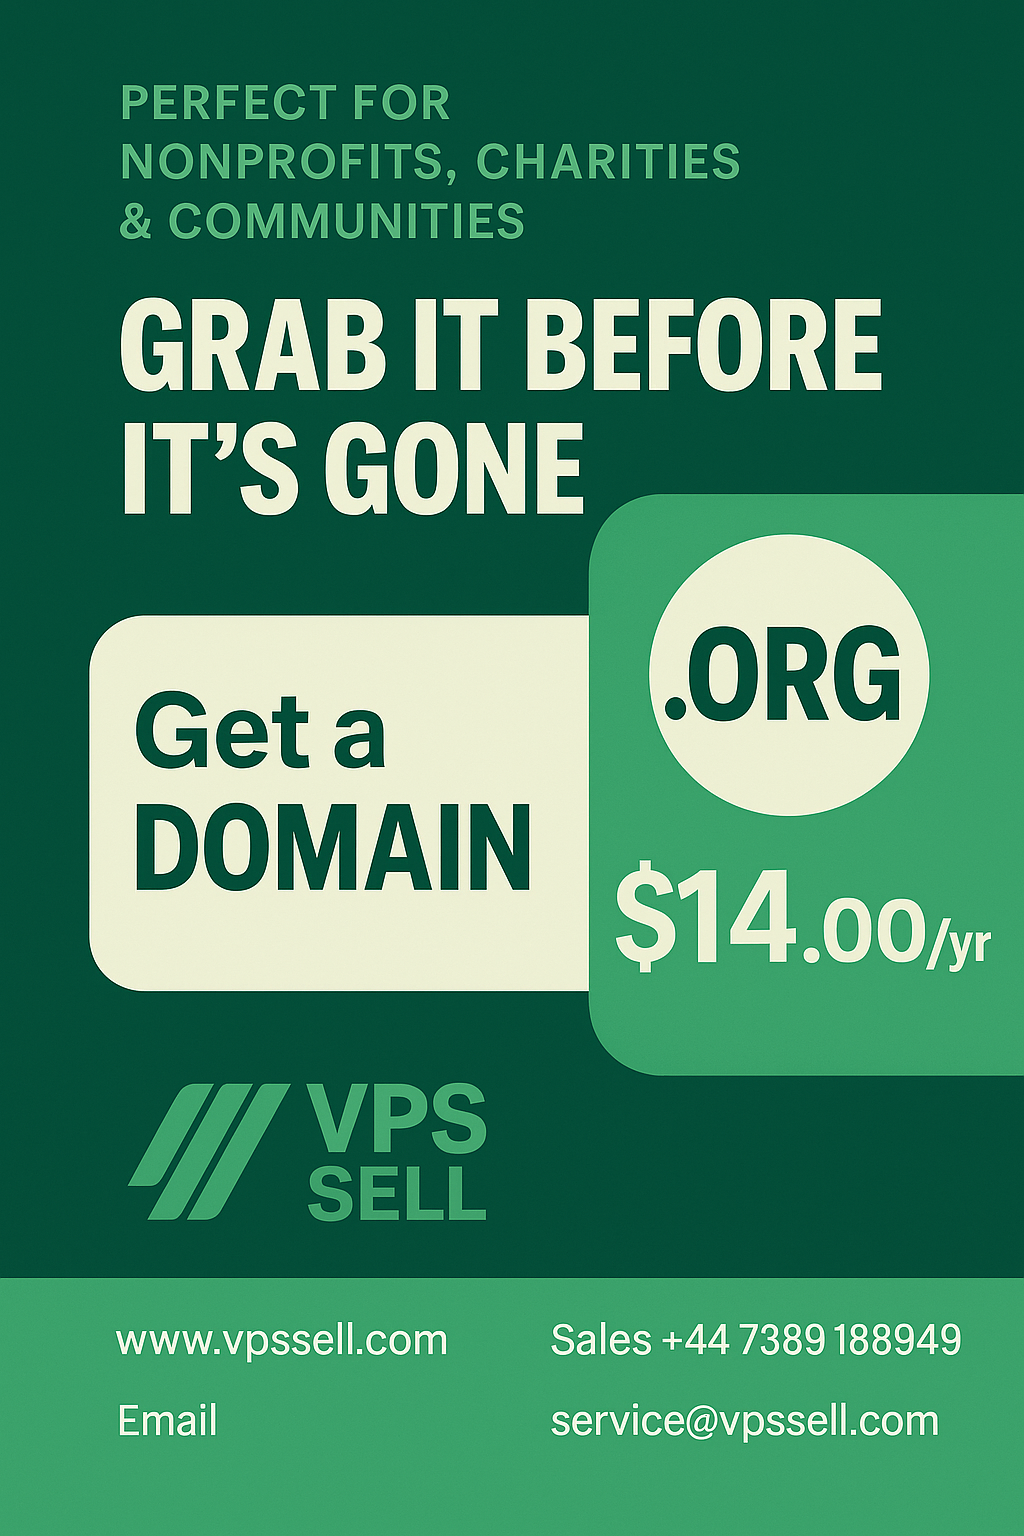 PERFECT FOR
NONPROFITS, CHARITIES
& COMMUNITIES
GRAB IT BEFORE
IT’S GONE
Get a
DOMAIN
.ORG
$14.00/yr
VPS
SELL
www.vpssell.com
Sales +44 7389 188949
Email
service@vpssell.com